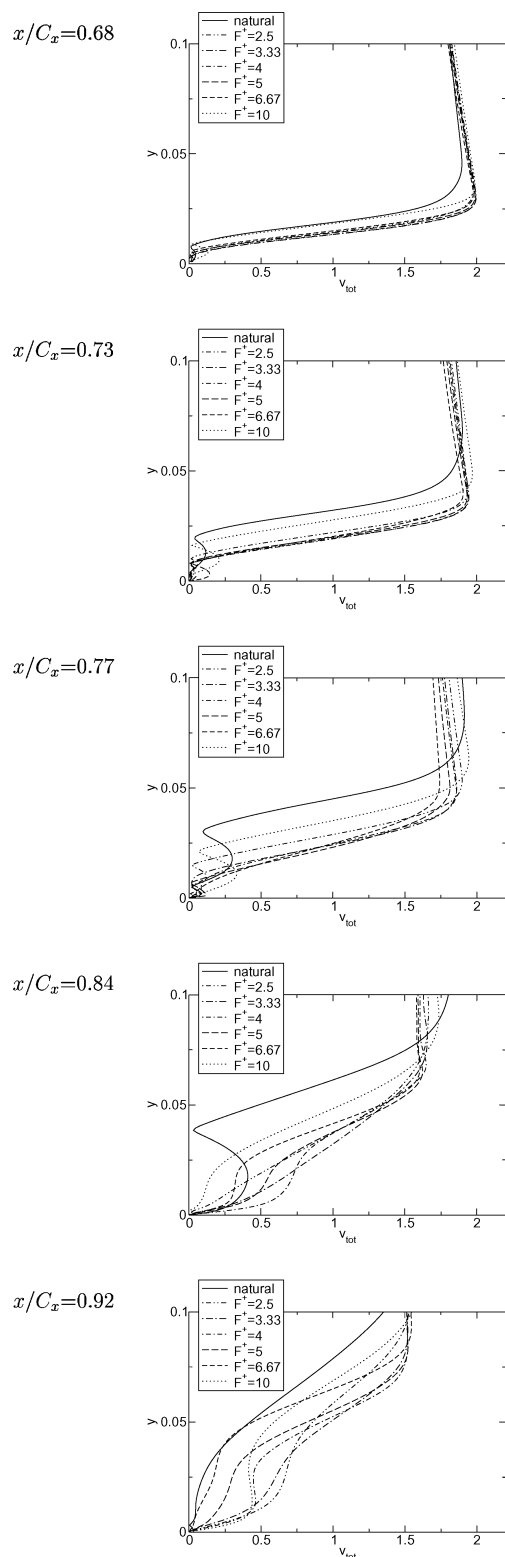 x/Cₓ=0.68
natural
F⁺=2.5
F⁺=3.33
F⁺=4
F⁺=5
F⁺=6.67
F⁺=10
0.1
0.05
0
y
0 0.5 1 1.5 2
v_tot
x/Cₓ=0.73
natural
F⁺=2.5
F⁺=3.33
F⁺=4
F⁺=5
F⁺=6.67
F⁺=10
0.1
0.05
0
y
0 0.5 1 1.5 2
v_tot
x/Cₓ=0.77
natural
F⁺=2.5
F⁺=3.33
F⁺=4
F⁺=5
F⁺=6.67
F⁺=10
0.1
0.05
0
y
0 0.5 1 1.5 2
v_tot
x/Cₓ=0.84
natural
F⁺=2.5
F⁺=3.33
F⁺=4
F⁺=5
F⁺=6.67
F⁺=10
0.1
0.05
0
y
0 0.5 1 1.5 2
v_tot
x/Cₓ=0.92
natural
F⁺=2.5
F⁺=3.33
F⁺=4
F⁺=5
F⁺=6.67
F⁺=10
0.1
0.05
0
y
0 0.5 1 1.5 2
v_tot